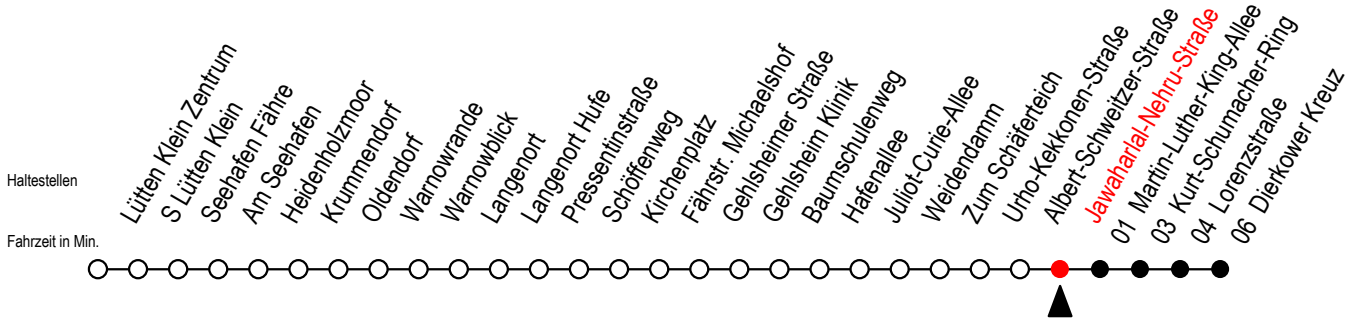 Haltestellen
Fahrzeit in Min.
Lütten Klein Zentrum
S Lütten Klein
Seehafen Fähre
Am Seehafen
Heidenholzmoor
Krummendorf
Oldendorf
Warnowrande
Warnowblick
Langenort
Langenort Hufe
Pressentinstraße
Schöffenweg
Kirchenplatz
Fährstr. Michaelshof
Gehlsheimer Straße
Gehlsheim Klinik
Baumschulenweg
Hafenallee
Juliot-Curie-Allee
Weidendamm
Zum Schäferteich
Urho-Kekkonen-Straße
Albert-Schweitzer-Straße
Jawaharlal-Nehru-Straße
01 Martin-Luther-King-Allee
03 Kurt-Schumacher-Ring
04 Lorenzstraße
06 Dierkower Kreuz